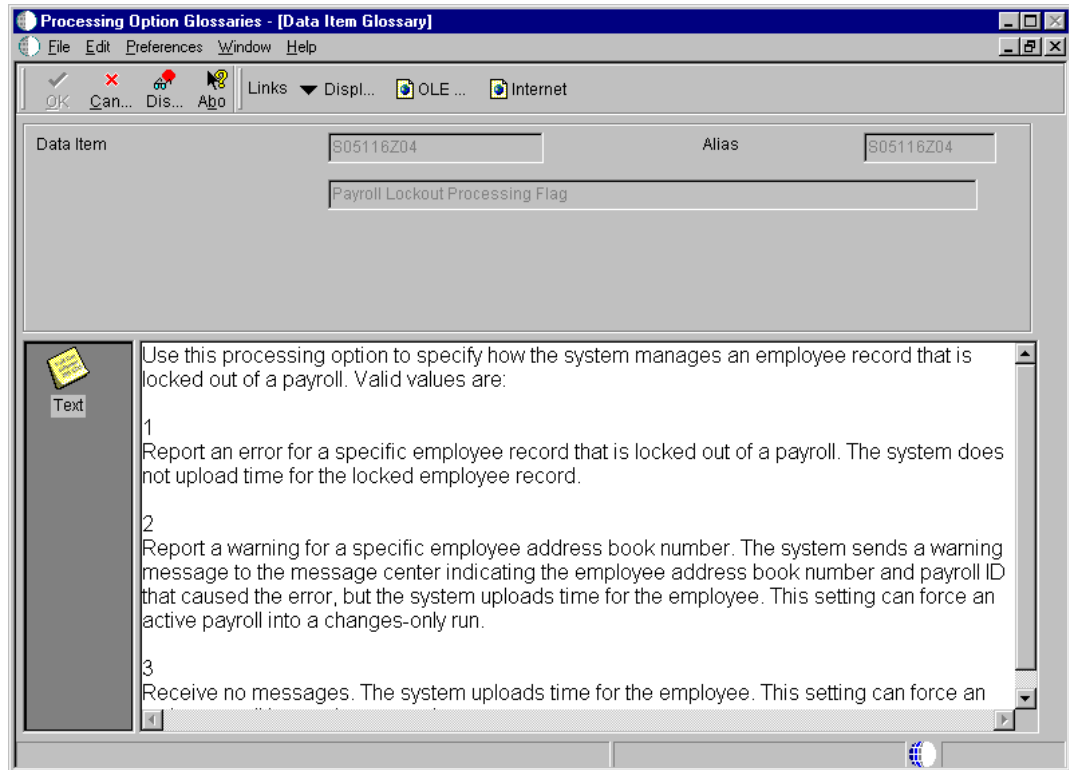 Processing Option Glossaries - [Data Item Glossary]
File Edit Preferences Window Help
OK Can... Dis... Abo Links Displ... OLE ... Internet
Data Item S05116Z04 Alias S05116Z04
Payroll Lockout Processing Flag
Text
Use this processing option to specify how the system manages an employee record that is
locked out of a payroll. Valid values are:
1
Report an error for a specific employee record that is locked out of a payroll. The system does
not upload time for the locked employee record.
2
Report a warning for a specific employee address book number. The system sends a warning
message to the message center indicating the employee address book number and payroll ID
that caused the error, but the system uploads time for the employee. This setting can force an
active payroll into a changes-only run.
3
Receive no messages. The system uploads time for the employee. This setting can force an